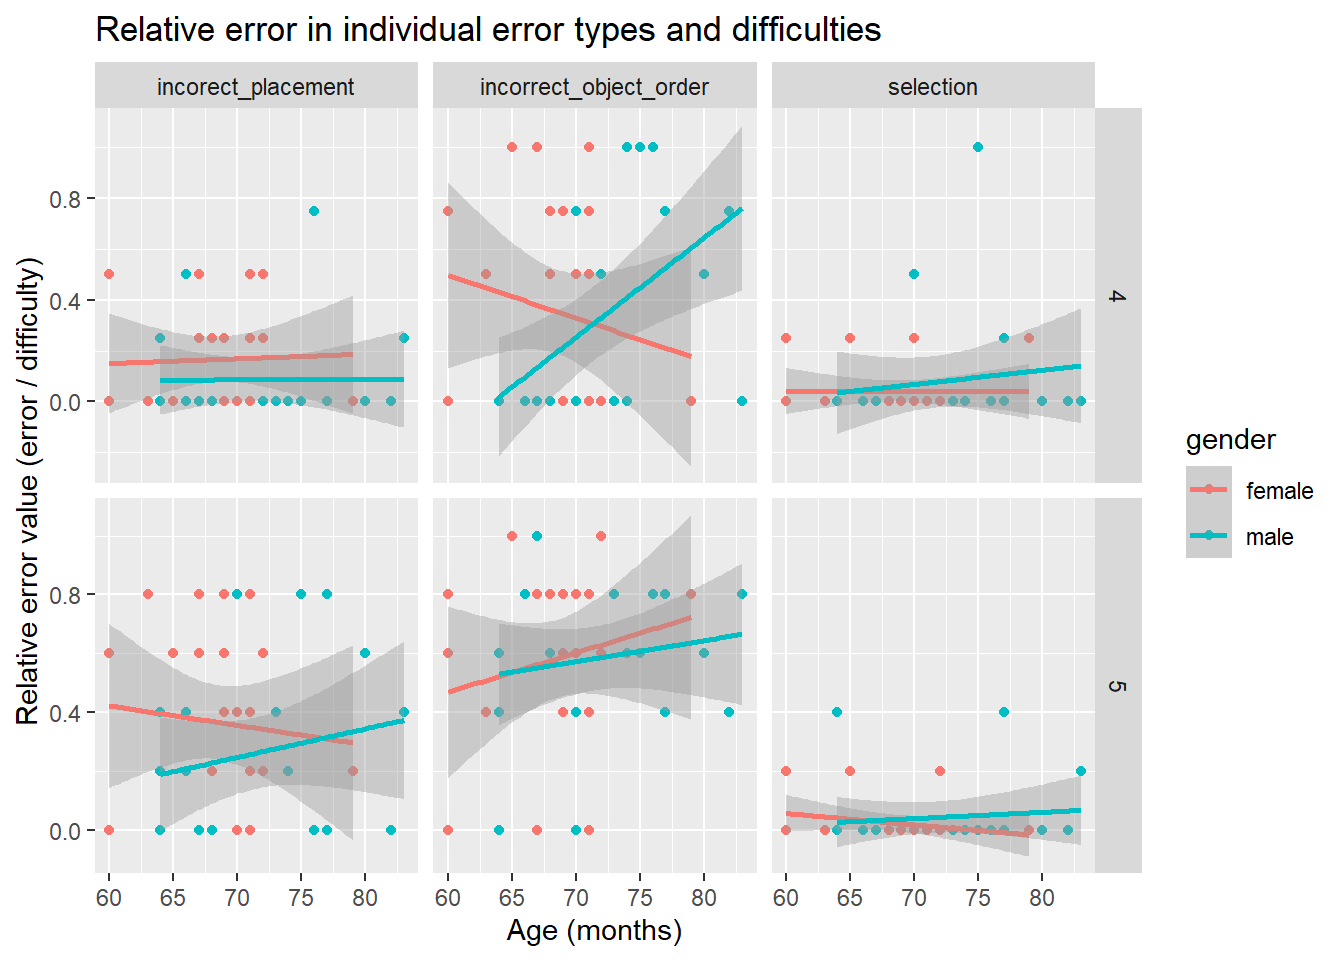 Relative error in individual error types and difficulties
incorect_placement
incorrect_object_order
selection
Relative error value (error / difficulty)
0.8
0.4
0.0
4
0.8
0.4
0.0
5
60 65 70 75 80
60 65 70 75 80
60 65 70 75 80
Age (months)
gender
female
male